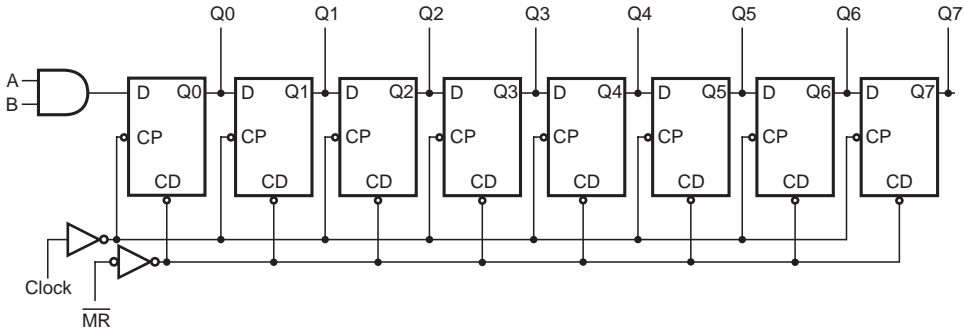 Q0 Q1 Q2 Q3 Q4 Q5 Q6 Q7
A
B
D Q0 D Q1 D Q2 D Q3 D Q4 D Q5 D Q6 D Q7
CP CP CP CP CP CP CP CP
CD CD CD CD CD CD CD CD
Clock
M̅R̅